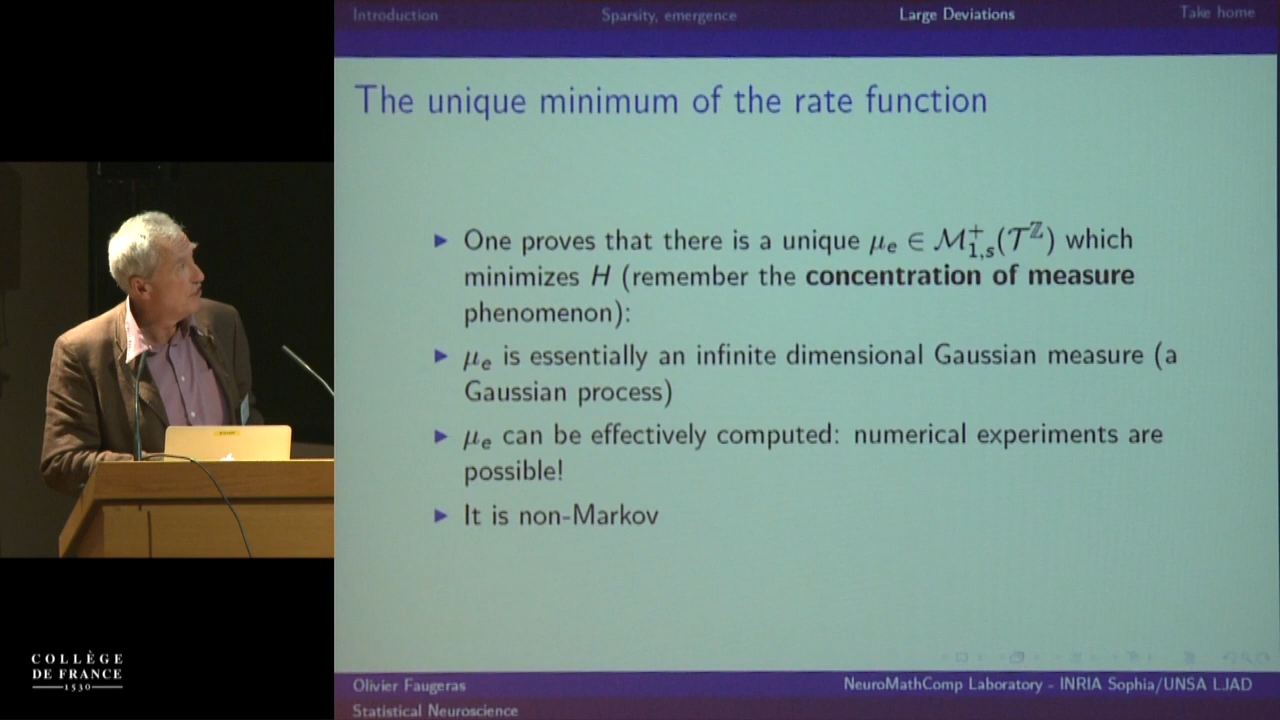 Introduction
Sparsity, emergence
Large Deviations
Take home
The unique minimum of the rate function
▶ One proves that there is a unique μₑ ∈ ℳ⁺₁,ₛ(𝒯^ℤ) which
minimizes H (remember the concentration of measure
phenomenon):
▶ μₑ is essentially an infinite dimensional Gaussian measure (a
Gaussian process)
▶ μₑ can be effectively computed: numerical experiments are
possible!
▶ It is non-Markov
Olivier Faugeras
NeuroMathComp Laboratory - INRIA Sophia/UNSA LJAD
Statistical Neuroscience
COLLÈGE
DE FRANCE
1530